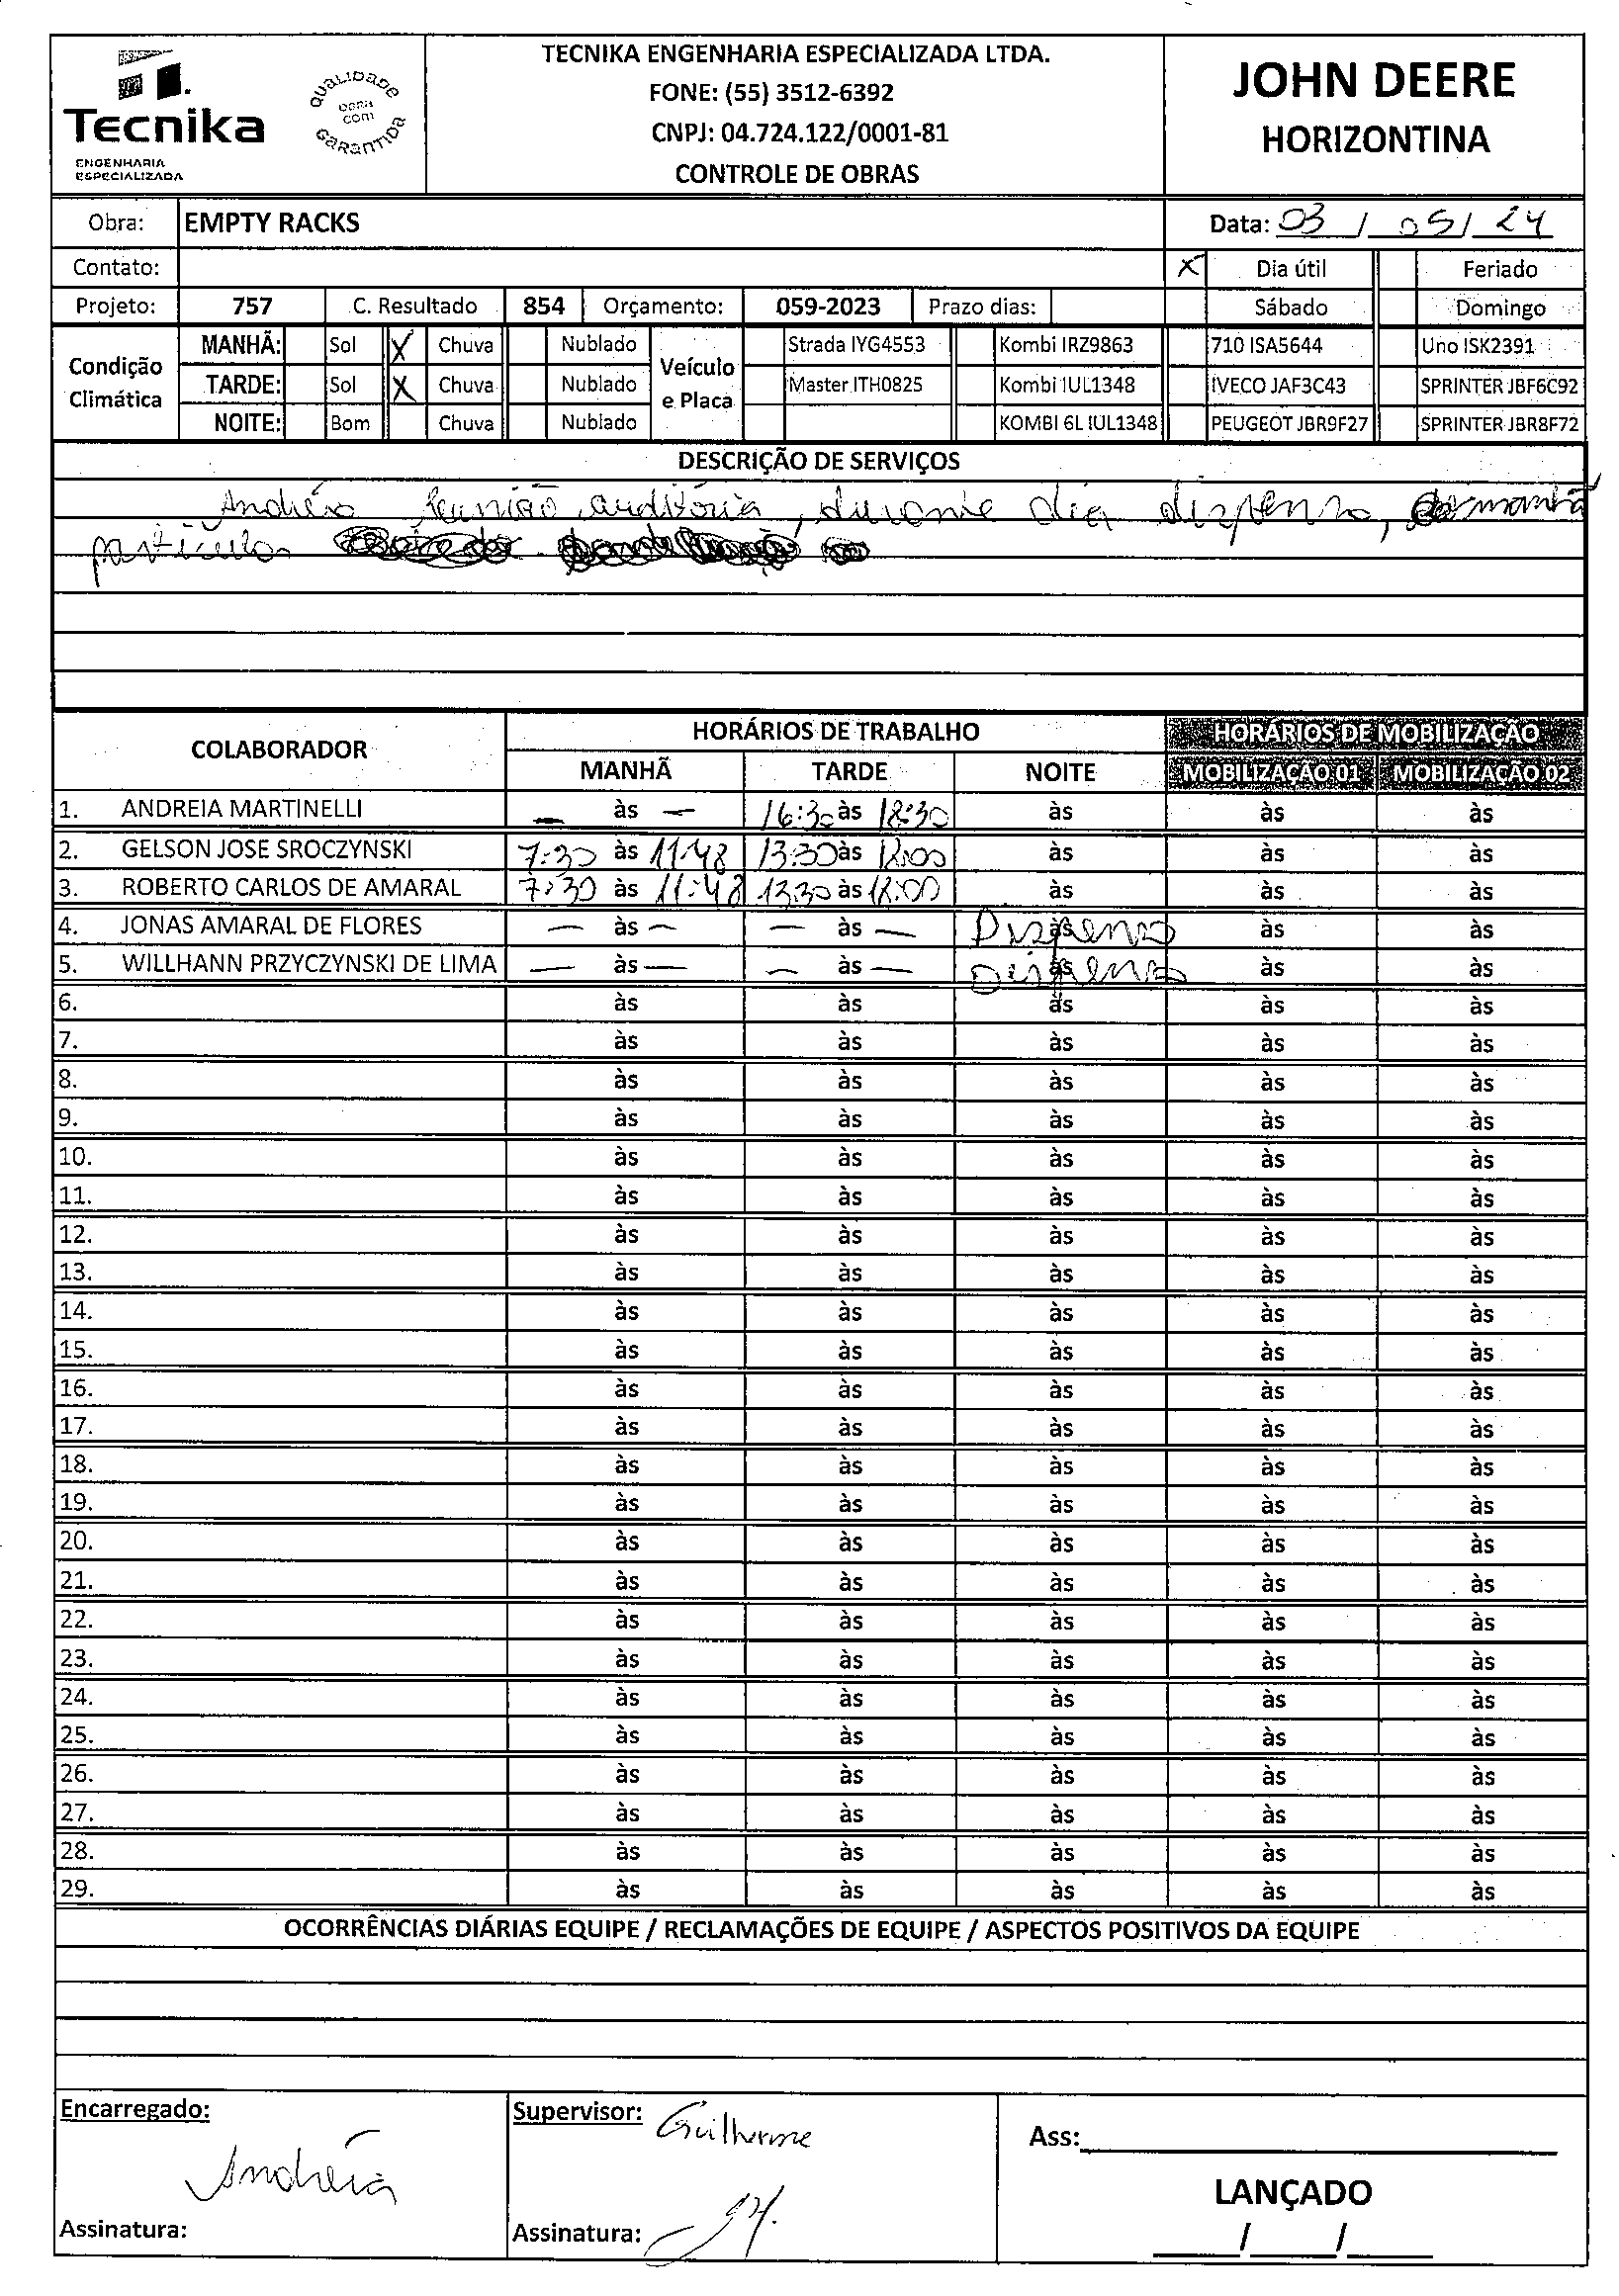 Tecnika
ENGENHARIA
ESPECIALIZADA
QUALIDADE
OBRA
COM
GARANTIDA
TECNIKA ENGENHARIA ESPECIALIZADA LTDA.
FONE: (55) 3512-6392
CNPJ: 04.724.122/0001-81
CONTROLE DE OBRAS
JOHN DEERE
HORIZONTINA
Obra: EMPTY RACKS Data: 03 / 05 / 24
Contato: X Dia útil Feriado
Projeto: 757 C. Resultado 854 Orçamento: 059-2023 Prazo dias: Sábado Domingo
Condição Climática
MANHÃ: Sol X Chuva Nublado
TARDE: Sol X Chuva Nublado
NOITE: Bom Chuva Nublado
Veículo e Placa
Strada IYG4553 Kombi IRZ9863 710 ISA5644 Uno ISK2391
Master ITH0825 Kombi IUL1348 IVECO JAF3C43 SPRINTER JBF6C92
KOMBI 6L IUL1348 PEUGEOT JBR9F27 SPRINTER JBR8F72
DESCRIÇÃO DE SERVIÇOS
Andréia reunião auditória, durante dia dispensa, manhã
particular
COLABORADOR HORÁRIOS DE TRABALHO HORÁRIOS DE MOBILIZAÇÃO
MANHÃ TARDE NOITE MOBILIZAÇÃO 01 MOBILIZAÇÃO 02
1. ANDREIA MARTINELLI — às — 16:30 às 18:30 às às às
2. GELSON JOSE SROCZYNSKI 7:30 às 11:48 13:30 às 18:00 às às às
3. ROBERTO CARLOS DE AMARAL 7:30 às 11:48 13:30 às 18:00 às às às
4. JONAS AMARAL DE FLORES — às — — às — Dispensa às às às
5. WILLHANN PRZYCZYNSKI DE LIMA — às — — às — Dispensa às às às
6. às às às às às
7. às às às às às
8. às às às às às
9. às às às às às
10. às às às às às
11. às às às às às
12. às às às às às
13. às às às às às
14. às às às às às
15. às às às às às
16. às às às às às
17. às às às às às
18. às às às às às
19. às às às às às
20. às às às às às
21. às às às às às
22. às às às às às
23. às às às às às
24. às às às às às
25. às às às às às
26. às às às às às
27. às às às às às
28. às às às às às
29. às às às às às
OCORRÊNCIAS DIÁRIAS EQUIPE / RECLAMAÇÕES DE EQUIPE / ASPECTOS POSITIVOS DA EQUIPE
Encarregado: Andréia
Assinatura:
Supervisor: Guilherme
Assinatura:
Ass:
LANÇADO
/ /